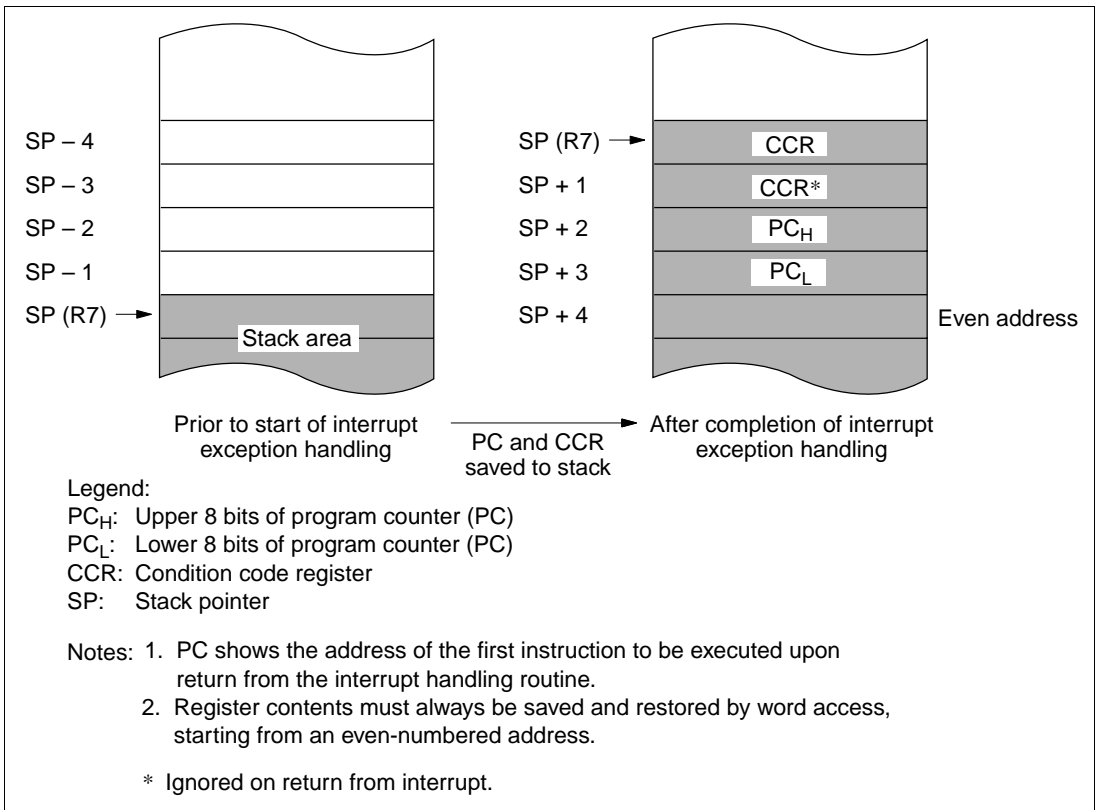 SP – 4
SP – 3
SP – 2
SP – 1
SP (R7)
Stack area
SP (R7)
SP + 1
SP + 2
SP + 3
SP + 4
CCR
CCR*
PCH
PCL
Even address
Prior to start of interrupt
exception handling
PC and CCR
saved to stack
After completion of interrupt
exception handling
Legend:
PCH: Upper 8 bits of program counter (PC)
PCL: Lower 8 bits of program counter (PC)
CCR: Condition code register
SP: Stack pointer
Notes: 1. PC shows the address of the first instruction to be executed upon
return from the interrupt handling routine.
2. Register contents must always be saved and restored by word access,
starting from an even-numbered address.
* Ignored on return from interrupt.